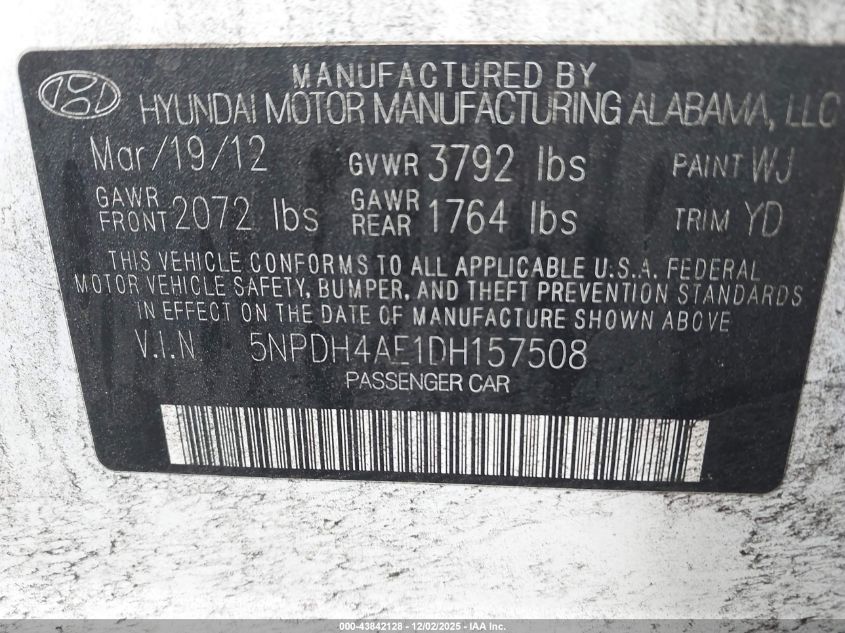 MANUFACTURED BY
HYUNDAI MOTOR MANUFACTURING ALABAMA, LLC
Mar/19/12 GVWR 3792 lbs PAINT WJ
GAWR FRONT 2072 lbs GAWR REAR 1764 lbs TRIM YD
THIS VEHICLE CONFORMS TO ALL APPLICABLE U.S.A. FEDERAL
MOTOR VEHICLE SAFETY, BUMPER, AND THEFT PREVENTION STANDARDS
IN EFFECT ON THE DATE OF MANUFACTURE SHOWN ABOVE
V.I.N. 5NPDH4AE1DH157508
PASSENGER CAR
000-43842128 - 12/02/2025 - IAA Inc.